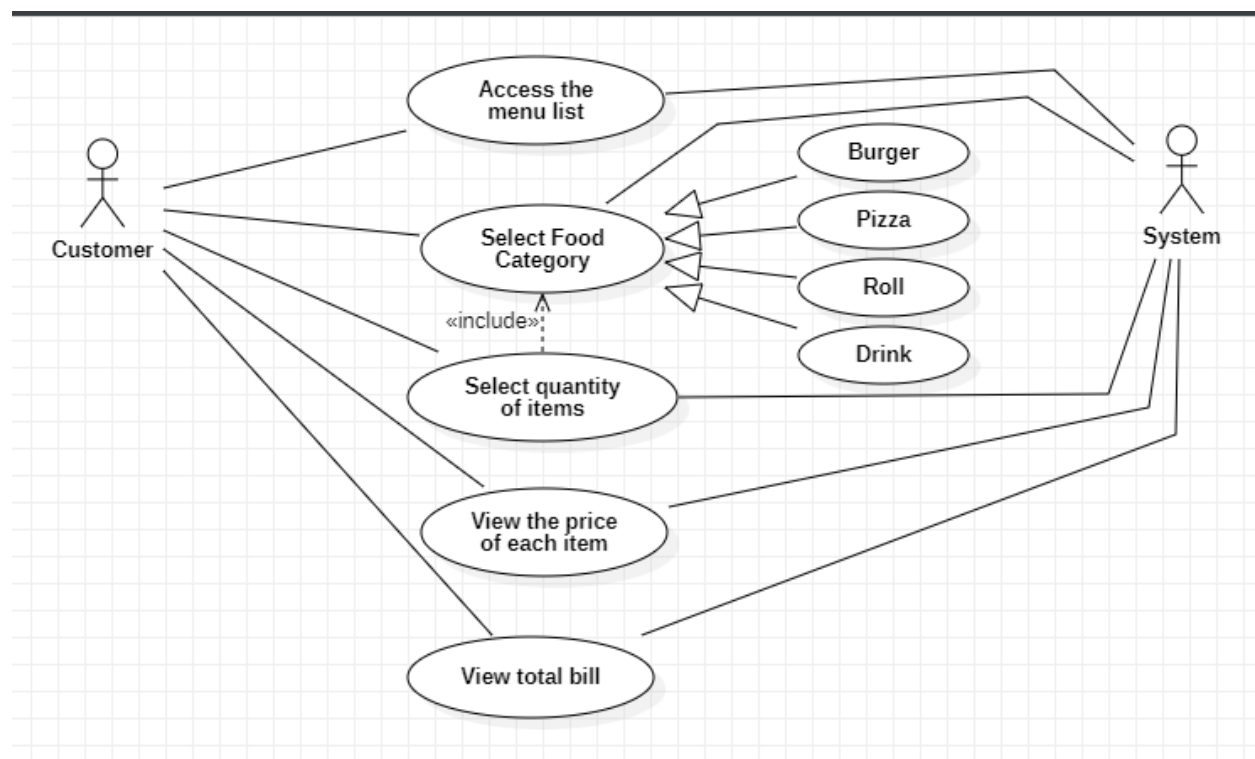 Access the
menu list
Burger
Pizza
Customer
Select Food
Category
System
Roll
«include»
Drink
Select quantity
of items
View the price
of each item
View total bill